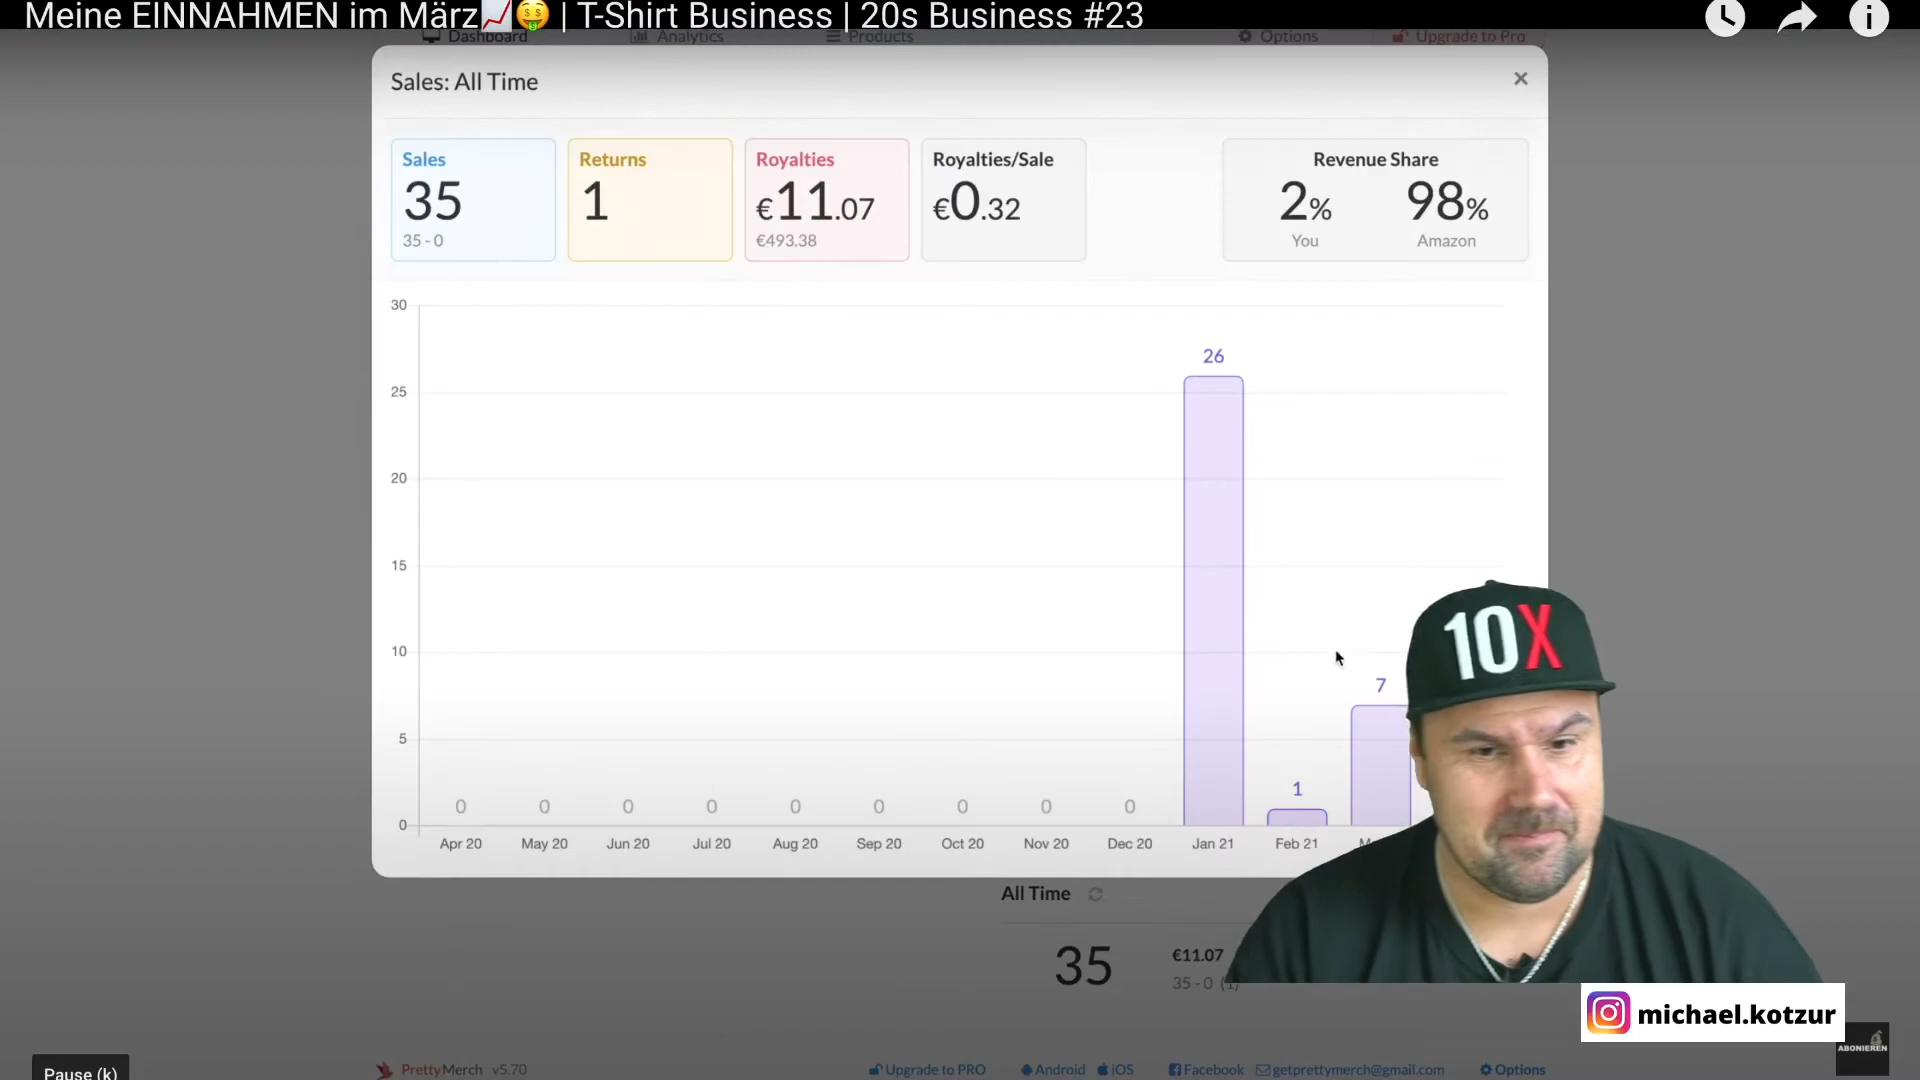 Meine EINNAHMEN im März📈🤑 | T-Shirt Business | 20s Business #23
Dashboard Analytics Products Options Upgrade to Pro
Sales: All Time ×
Sales Returns Royalties Royalties/Sale Revenue Share
35 1 €11.07 €0.32 2% 98%
35 - 0 €493.38 You Amazon
30
26
25
20
15
10
10X
7
5
1
0 0 0 0 0 0 0 0 0
0
Apr 20 May 20 Jun 20 Jul 20 Aug 20 Sep 20 Oct 20 Nov 20 Dec 20 Jan 21 Feb 21
All Time
35 €11.07
35 - 0 (1)
michael.kotzur
ABONIEREN
Pause (k) PrettyMerch v5.70 Upgrade to PRO Android iOS Facebook getprettymerch@gmail.com Options